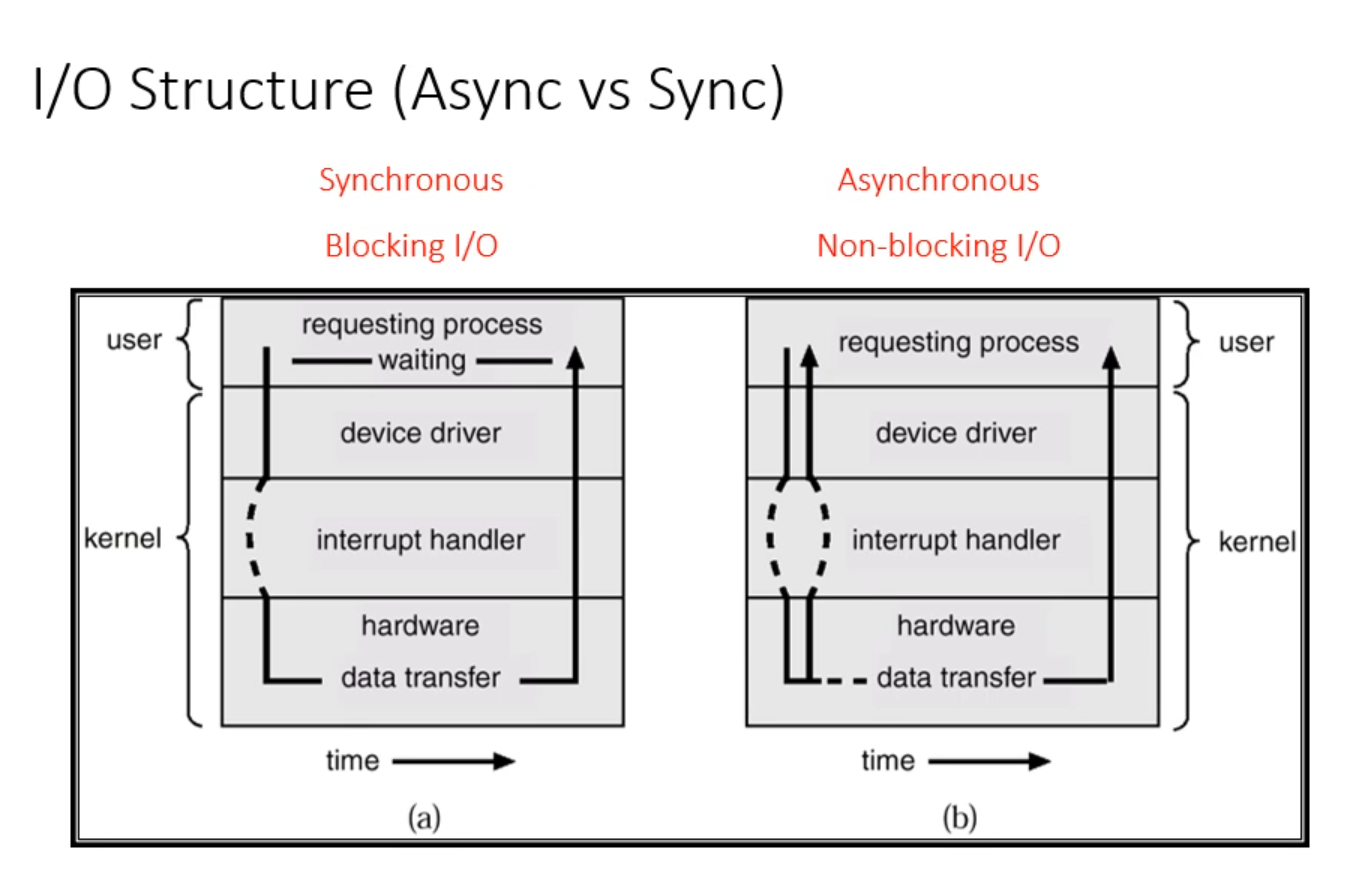 I/O Structure (Async vs Sync)
Synchronous
Blocking I/O
Asynchronous
Non-blocking I/O
user
kernel
requesting process
waiting
device driver
interrupt handler
hardware
data transfer
time
(a)
requesting process
device driver
interrupt handler
hardware
data transfer
time
(b)
user
kernel